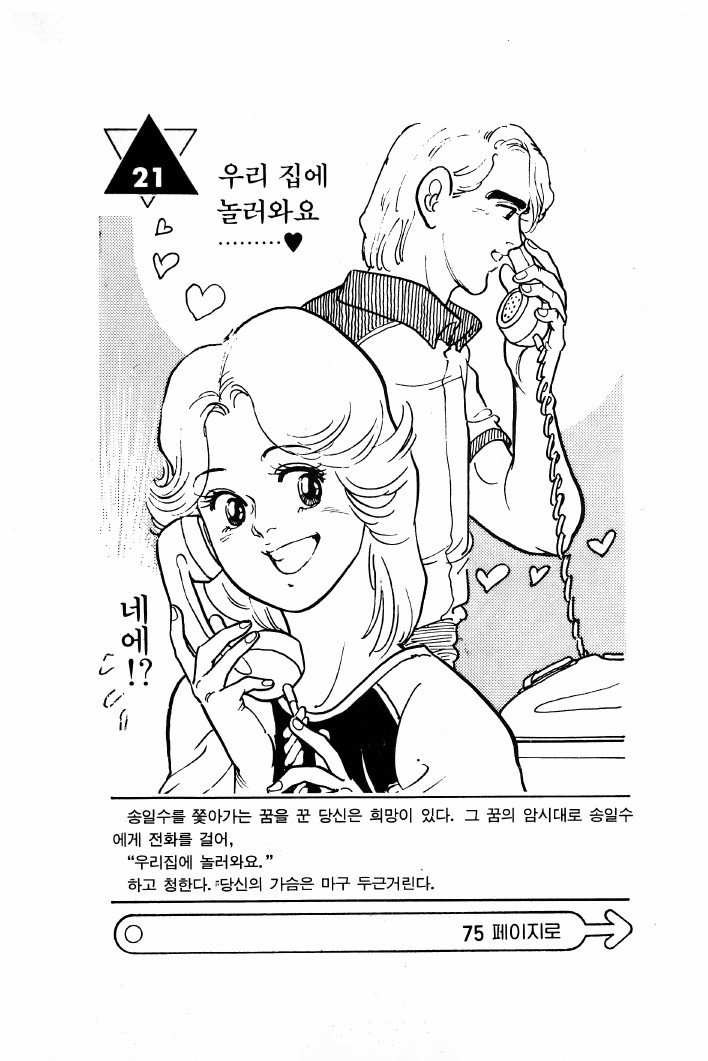 21
우리 집에
놀러와요
·········♥
네에!?
송일수를 쫓아가는 꿈을 꾼 당신은 희망이 있다. 그 꿈의 암시대로 송일수
에게 전화를 걸어,
“우리집에 놀러와요.”
하고 청한다. 당신의 가슴은 마구 두근거린다.
75 페이지로